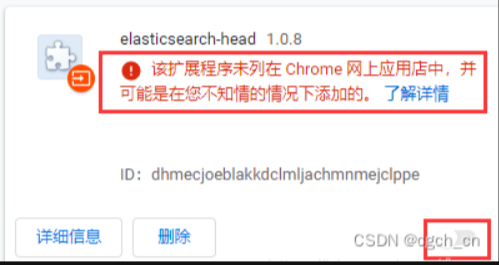 elasticsearch-head 1.0.8
该扩展程序未列在 Chrome 网上应用店中，并
可能是在您不知情的情况下添加的。 了解详情
ID： dhmecjoeblakkdclmljachmnmejclppe
详细信息 删除
CSDN @dgch_cn